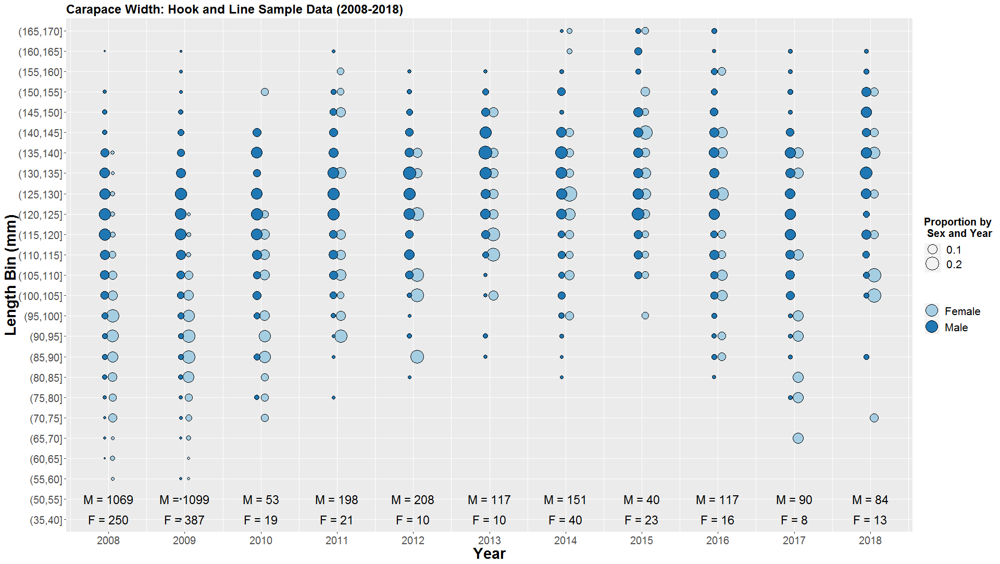 Carapace Width: Hook and Line Sample Data (2008-2018)
Length Bin (mm)
(165,170]
(160,165]
(155,160]
(150,155]
(145,150]
(140,145]
(135,140]
(130,135]
(125,130]
(120,125]
(115,120]
(110,115]
(105,110]
(100,105]
(95,100]
(90,95]
(85,90]
(80,85]
(75,80]
(70,75]
(65,70]
(60,65]
(55,60]
(50,55]
(35,40]
M = 1069 M = 1099 M = 53 M = 198 M = 208 M = 117 M = 151 M = 40 M = 117 M = 90 M = 84
F = 250 F = 387 F = 19 F = 21 F = 10 F = 10 F = 40 F = 23 F = 16 F = 8 F = 13
2008 2009 2010 2011 2012 2013 2014 2015 2016 2017 2018
Year
Proportion by
Sex and Year
0.1
0.2
Female
Male